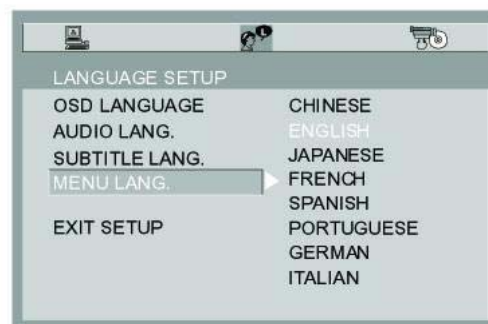 LANGUAGE SETUP
OSD LANGUAGE
AUDIO LANG.
SUBTITLE LANG.
MENU LANG.
EXIT SETUP
CHINESE
ENGLISH
JAPANESE
FRENCH
SPANISH
PORTUGUESE
GERMAN
ITALIAN